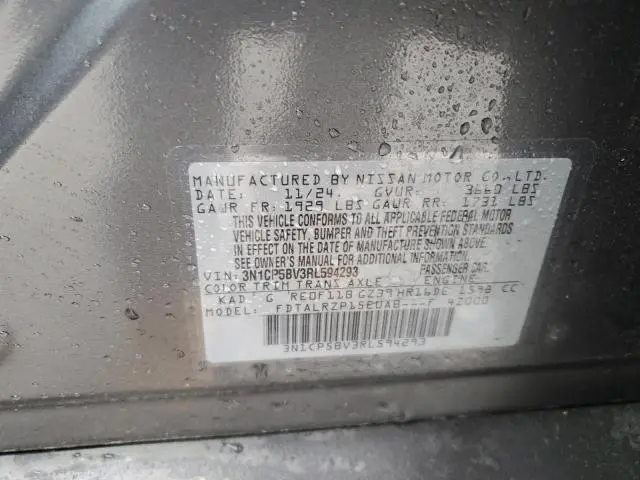 MANUFACTURED BY NISSAN MOTOR CO.,LTD.
DATE: 11/24 GVWR: 3660 LBS
GAWR FR: 1929 LBS GAWR RR: 1731 LBS
THIS VEHICLE CONFORMS TO ALL APPLICABLE FEDERAL MOTOR
VEHICLE SAFETY, BUMPER AND THEFT PREVENTION STANDARDS
IN EFFECT ON THE DATE OF MANUFACTURE SHOWN ABOVE.
SEE OWNER'S MANUAL FOR ADDITIONAL INFORMATION.
VIN: 3N1CP5BV3RL594293 PASSENGER CAR
COLOR TRIM TRANS AXLE ENGINE
KAD G RE0F11B GZ39 HR16DE 1598 CC
MODEL: FDTALRZP15EUAB---F 42000
3N1CP5BV3RL594293